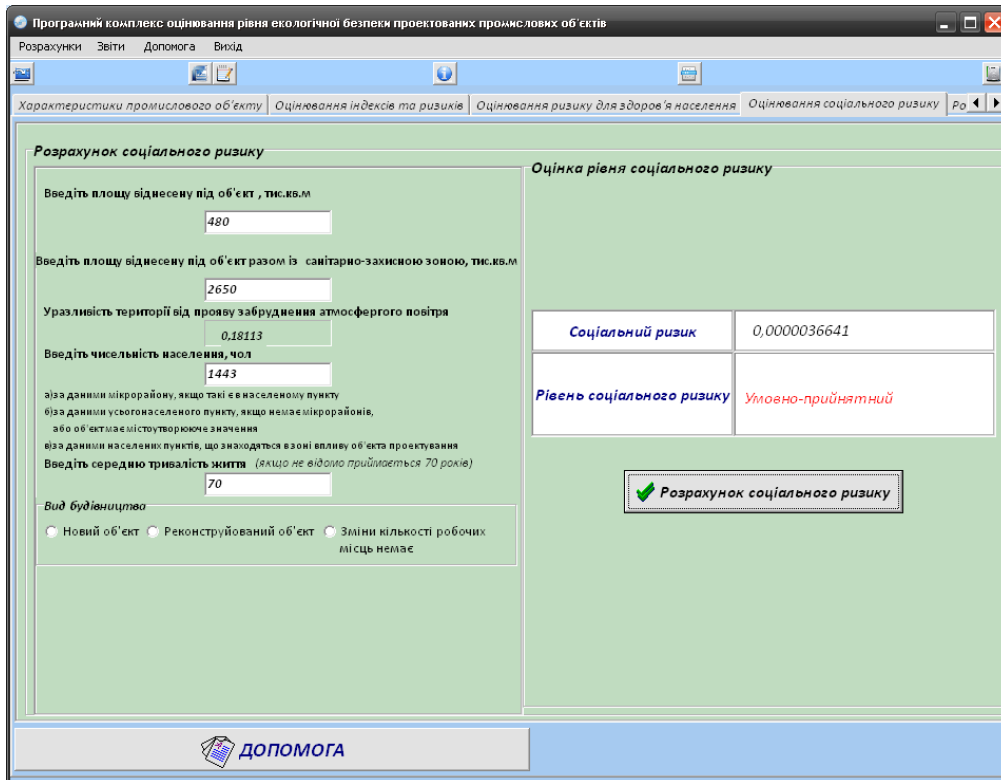 Програмний комплекс оцінювання рівня екологічної безпеки проектованих промислових об'єктів
Розрахунки Звіти Допомога Вихід
Характеристики промислового об'єкту Оцінювання індексів та ризиків Оцінювання ризику для здоров'я населення Оцінювання соціального ризику Ро
Розрахунок соціального ризику
Введіть площу віднесену під об'єкт , тис.кв.м
480
Введіть площу віднесену під об'єкт разом із санітарно-захисною зоною, тис.кв.м
2650
Уразливість території від прояву забруднення атмосфергого повітря
0,18113
Введіть чисельність населення, чол
1443
а)за даними мікрорайону, якщо такі є в населеному пункту
б)за даними усьогонаселеного пункту, якщо немає мікрорайонів,
або об'єкт має містоутворююче значення
в)за даними населених пунктів, що знаходяться в зоні впливу об'єкта проектування
Введіть середню тривалість життя (якщо не відомо приймається 70 років)
70
Вид будівництва
Новий об'єкт Реконструйований об'єкт Зміни кількості робочих
місць немає
Оцінка рівня соціального ризику
Соціальний ризик 0,0000036641
Рівень соціального ризику Умовно-прийнятний
Розрахунок соціального ризику
ДОПОМОГА